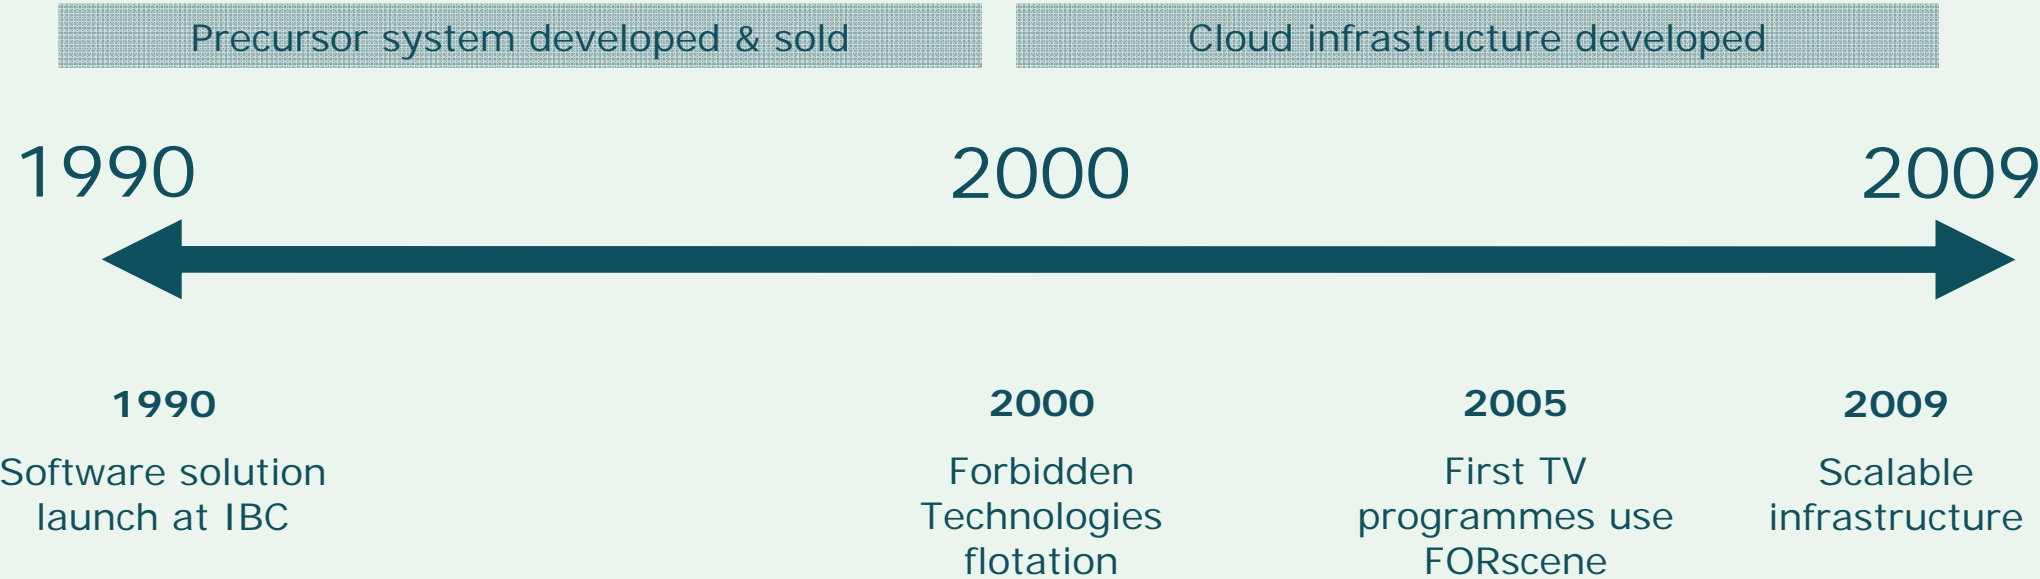 Precursor system developed & sold
Cloud infrastructure developed
1990
2000
2009
1990
Software solution
launch at IBC
2000
Forbidden
Technologies
flotation
2005
First TV
programmes use
FORscene
2009
Scalable
infrastructure